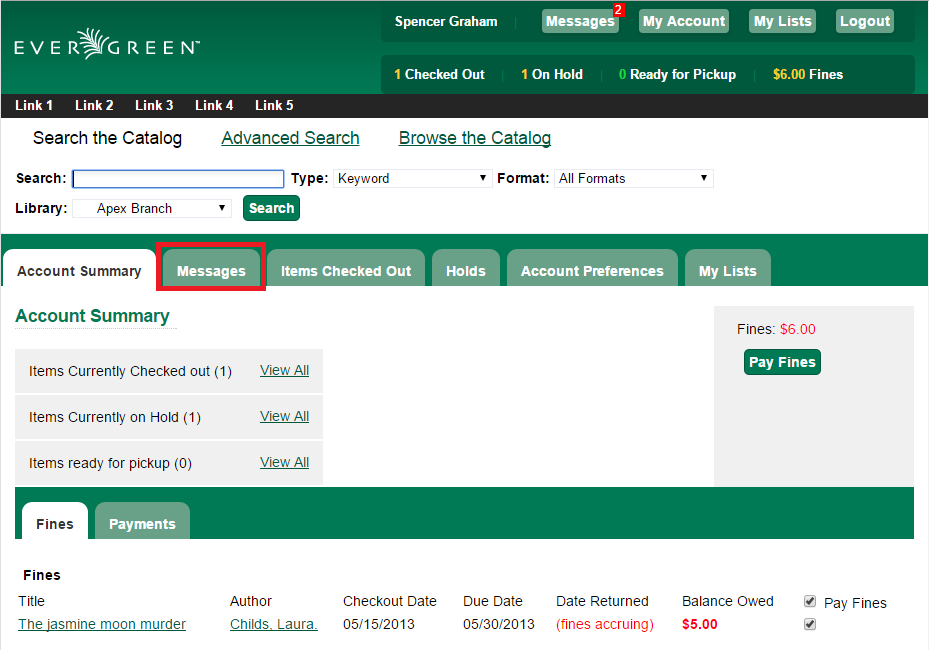 EVERGREEN™
Spencer Graham
Messages 2
My Account
My Lists
Logout
1 Checked Out
1 On Hold
0 Ready for Pickup
$6.00 Fines
Link 1 Link 2 Link 3 Link 4 Link 5
Search the Catalog Advanced Search Browse the Catalog
Search: Type: Keyword Format: All Formats
Library: Apex Branch Search
Account Summary Messages Items Checked Out Holds Account Preferences My Lists
Account Summary
Items Currently Checked out (1) View All
Items Currently on Hold (1) View All
Items ready for pickup (0) View All
Fines: $6.00
Pay Fines
Fines Payments
Fines
Title Author Checkout Date Due Date Date Returned Balance Owed Pay Fines
The jasmine moon murder Childs, Laura. 05/15/2013 05/30/2013 (fines accruing) $5.00